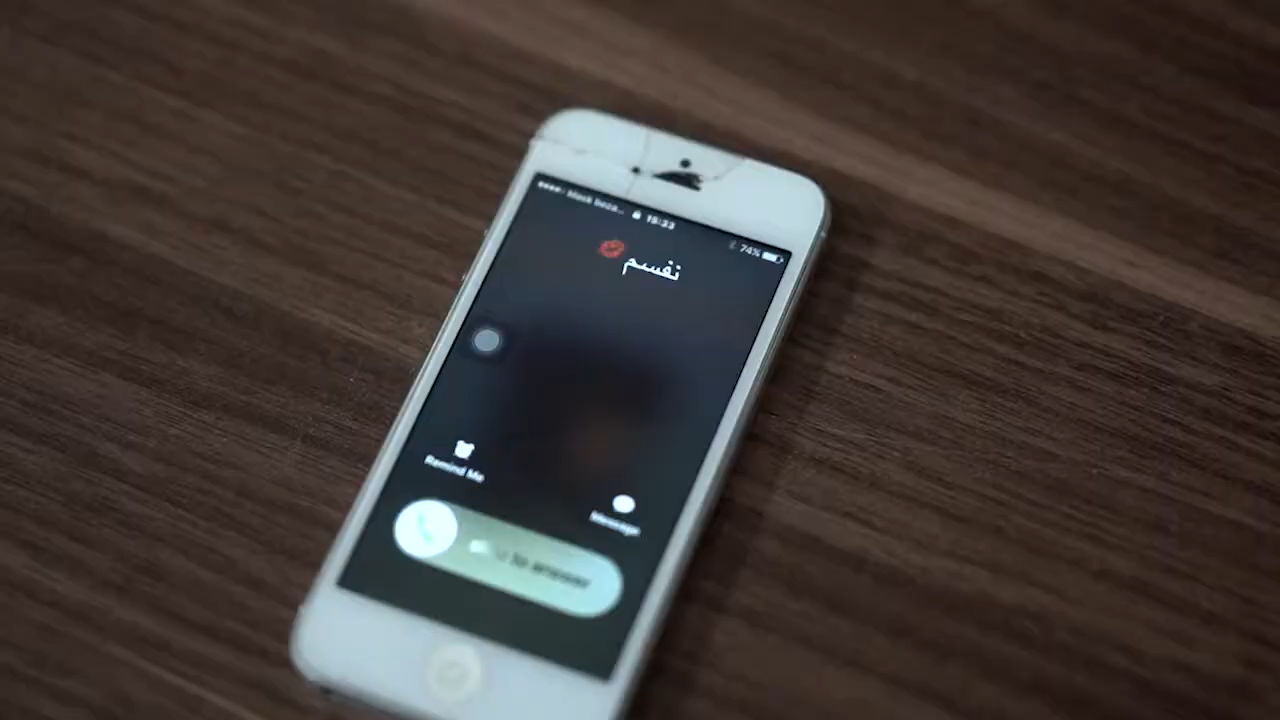 15:33
74%
نفسم💋
Remind Me
Message
to answer